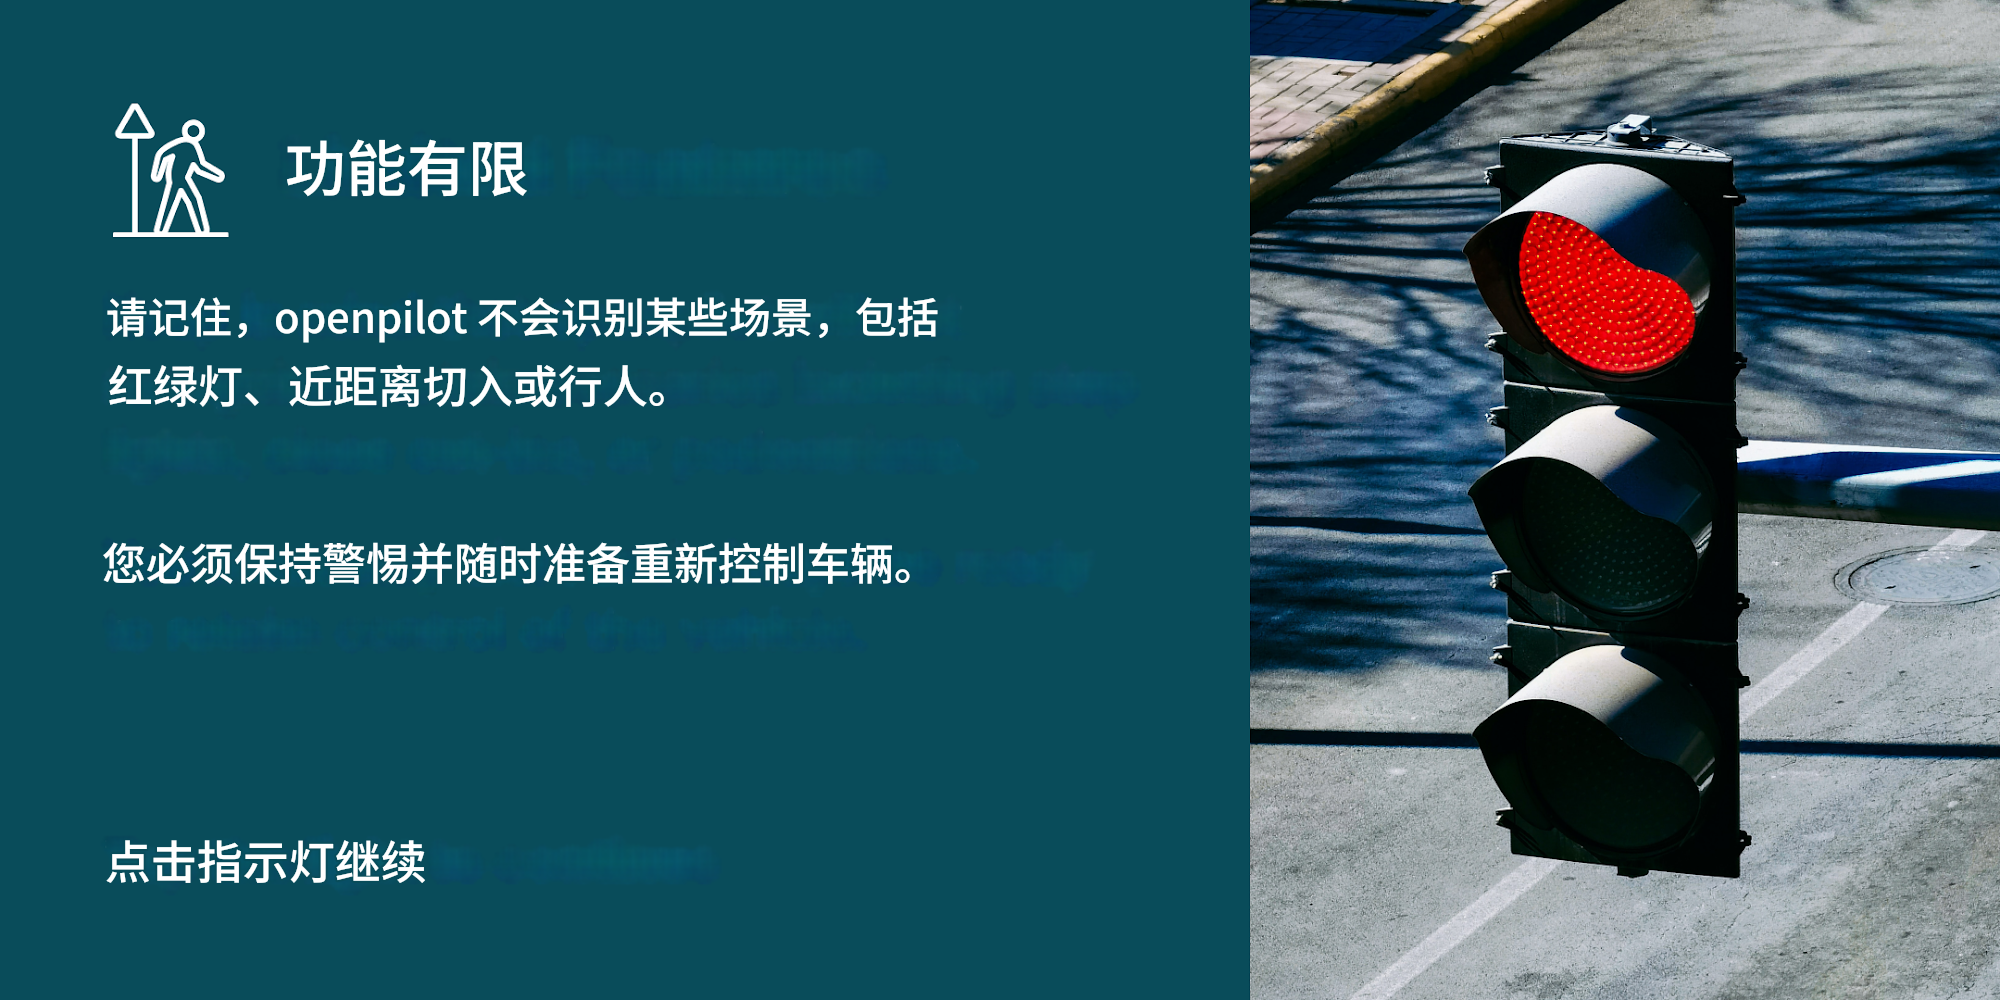 功能有限
请记住，openpilot 不会识别某些场景，包括
红绿灯、近距离切入或行人。
您必须保持警惕并随时准备重新控制车辆。
点击指示灯继续